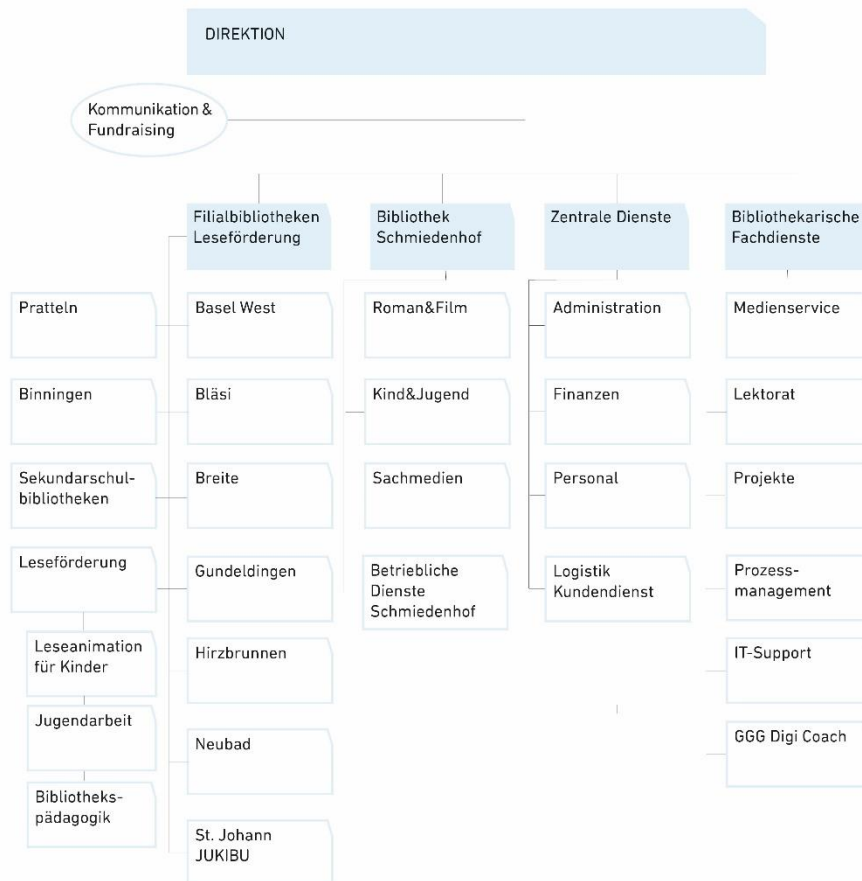 DIREKTION
Kommunikation &
Fundraising
Filialbibliotheken
Leseförderung
Bibliothek
Schmiedenhof
Zentrale Dienste
Bibliothekarische
Fachdienste
Pratteln
Basel West
Roman&Film
Administration
Medienservice
Binningen
Bläsi
Kind&Jugend
Finanzen
Lektorat
Sekundarschul-
bibliotheken
Breite
Sachmedien
Personal
Projekte
Leseförderung
Gundeldingen
Betriebliche
Dienste
Schmiedenhof
Logistik
Kundendienst
Prozess-
management
Leseanimation
für Kinder
Hirzbrunnen
IT-Support
Jugendarbeit
Neubad
GGG Digi Coach
Bibliotheks-
pädagogik
St. Johann
JUKIBU